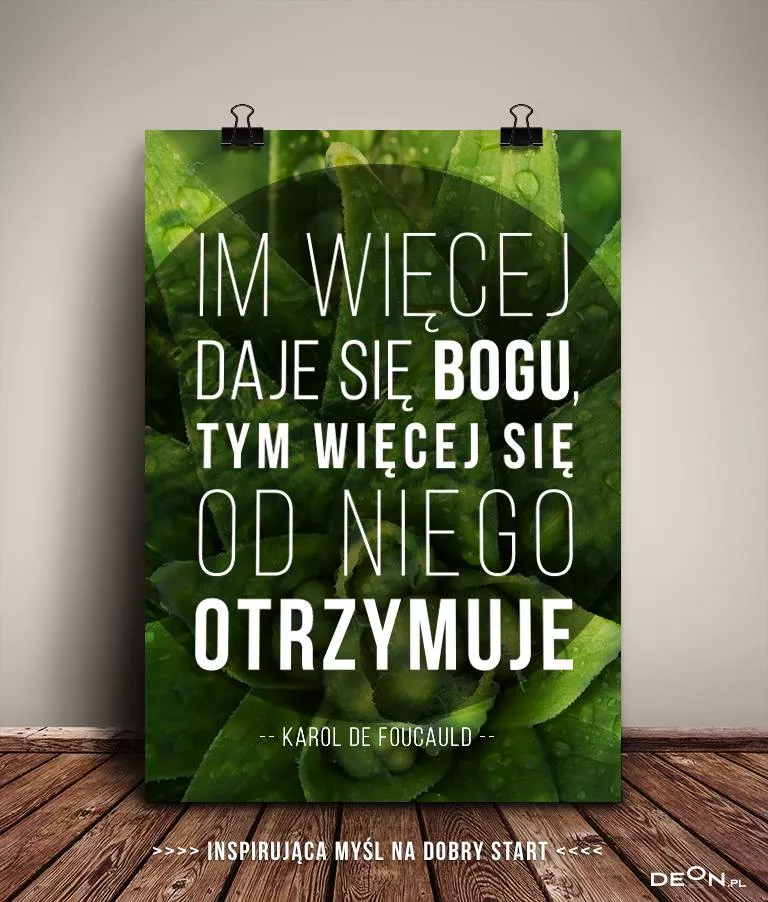 IM WIĘCEJ
DAJE SIĘ BOGU,
TYM WIĘCEJ SIĘ
OD NIEGO
OTRZYMUJE
-- KAROL DE FOUCAULD --
>>>> INSPIRUJĄCA MYŚL NA DOBRY START <<<<
DEON.PL